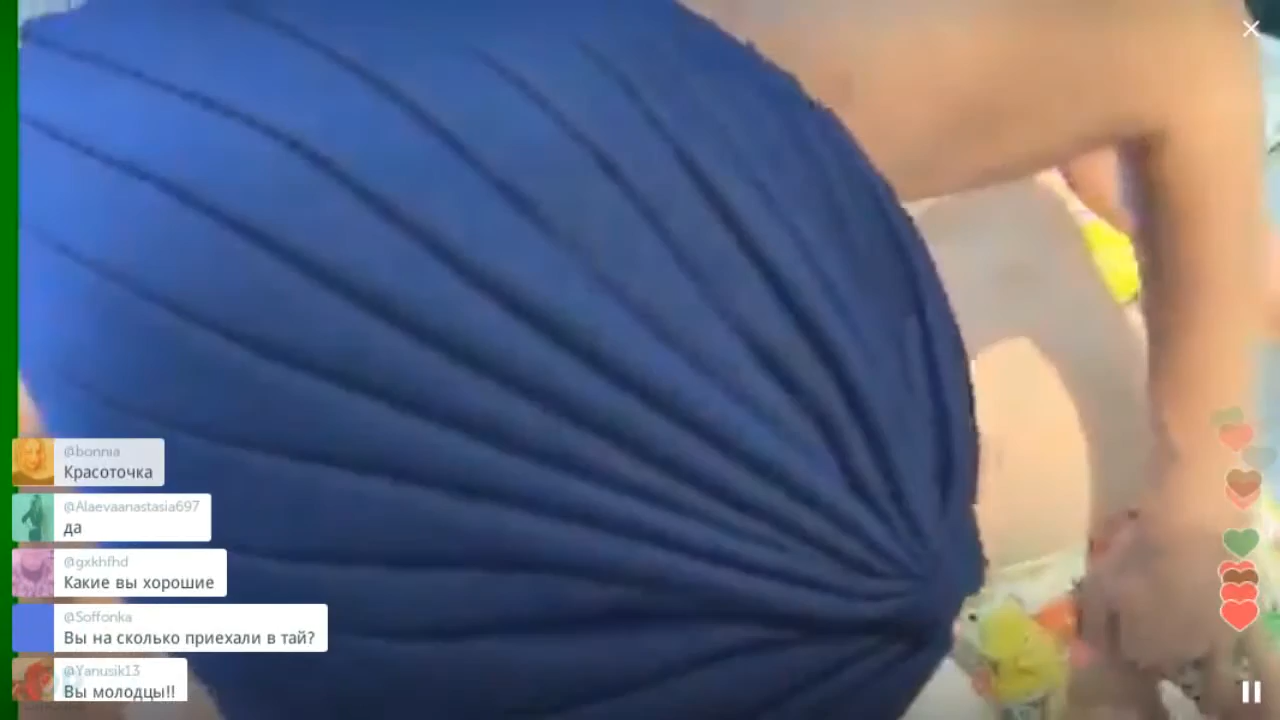 @bonnia
Красоточка
@Alaevaanastasia697
да
@gxkhfhd
Какие вы хорошие
@Soffonka
Вы на сколько приехали в тай?
@Yanusik13
Вы молодцы!!